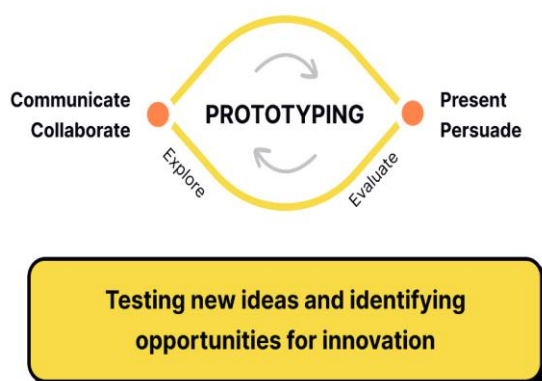 Communicate
Collaborate
PROTOTYPING
Present
Persuade
Explore
Evaluate
Testing new ideas and identifying
opportunities for innovation